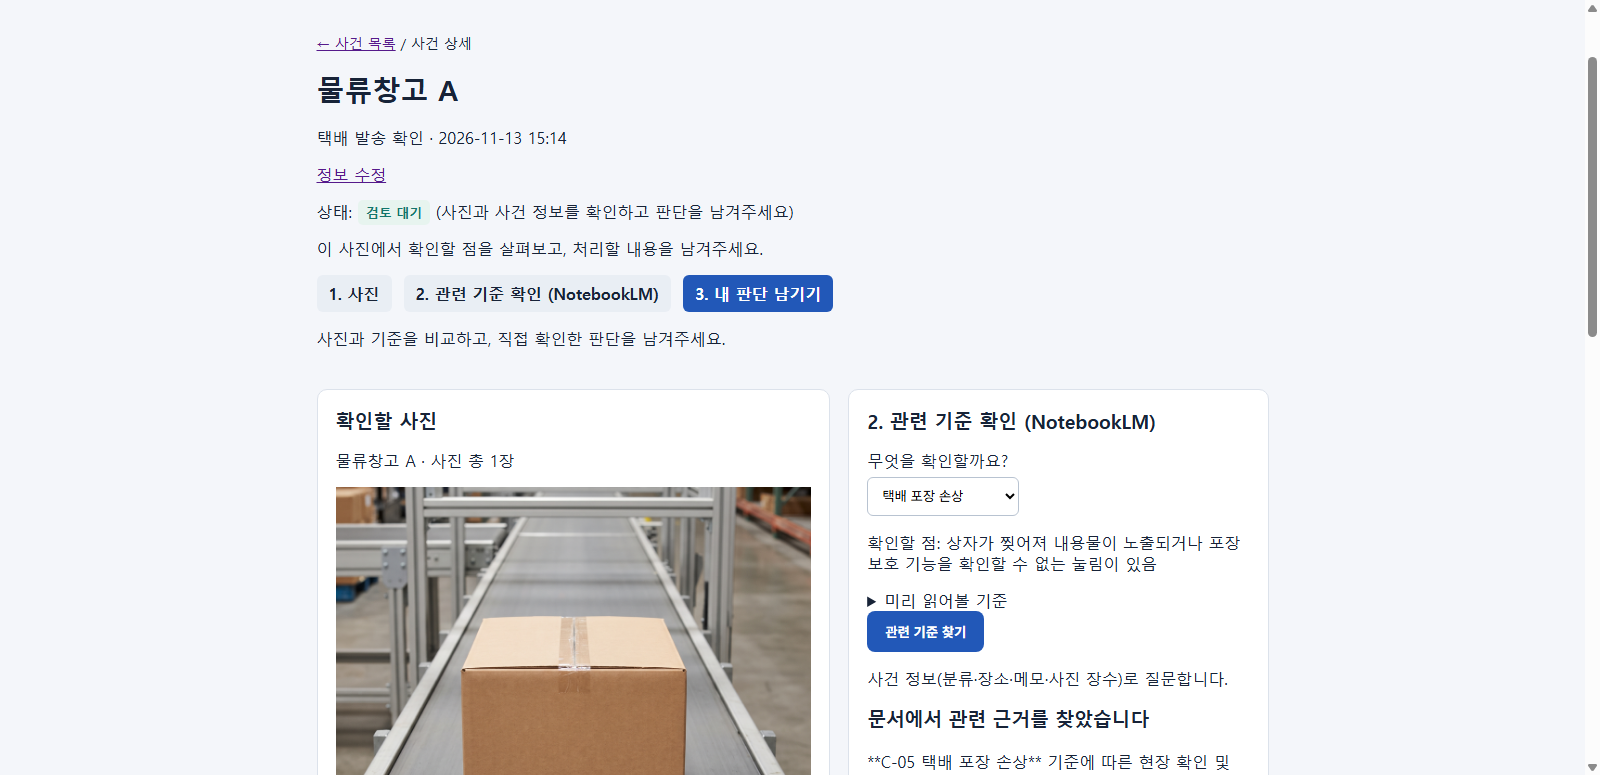 ← 사건 목록 / 사건 상세
물류창고 A
택배 발송 확인 · 2026-11-13 15:14
정보 수정
상태: 검토 대기 (사진과 사건 정보를 확인하고 판단을 남겨주세요)
이 사진에서 확인할 점을 살펴보고, 처리할 내용을 남겨주세요.
1. 사진 2. 관련 기준 확인 (NotebookLM) 3. 내 판단 남기기
사진과 기준을 비교하고, 직접 확인한 판단을 남겨주세요.
확인할 사진
물류창고 A · 사진 총 1장
2. 관련 기준 확인 (NotebookLM)
무엇을 확인할까요?
택배 포장 손상
확인할 점: 상자가 찢어져 내용물이 노출되거나 포장
보호 기능을 확인할 수 없는 눌림이 있음
▶ 미리 읽어볼 기준
관련 기준 찾기
사건 정보(분류·장소·메모·사진 장수)로 질문합니다.
문서에서 관련 근거를 찾았습니다
**C-05 택배 포장 손상** 기준에 따른 현장 확인 및